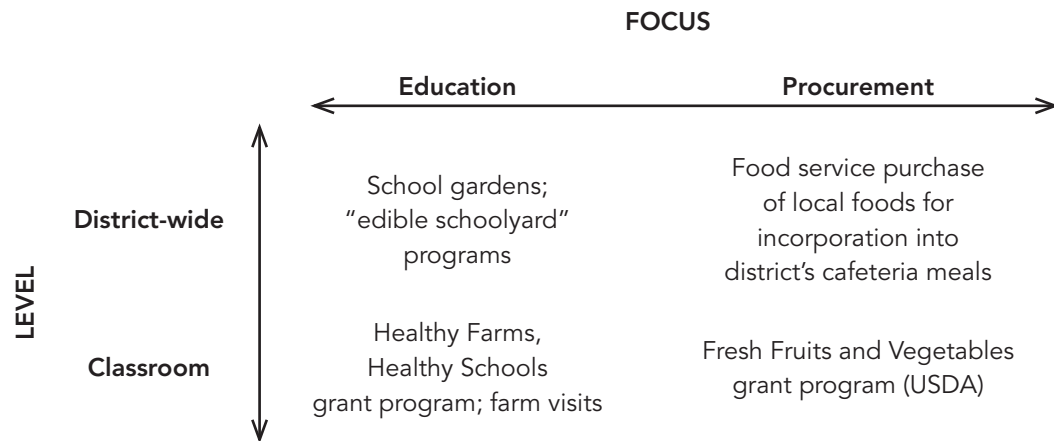 FOCUS
Education
Procurement
LEVEL
District-wide
School gardens;
“edible schoolyard”
programs
Food service purchase
of local foods for
incorporation into
district’s cafeteria meals
Classroom
Healthy Farms,
Healthy Schools
grant program; farm visits
Fresh Fruits and Vegetables
grant program (USDA)